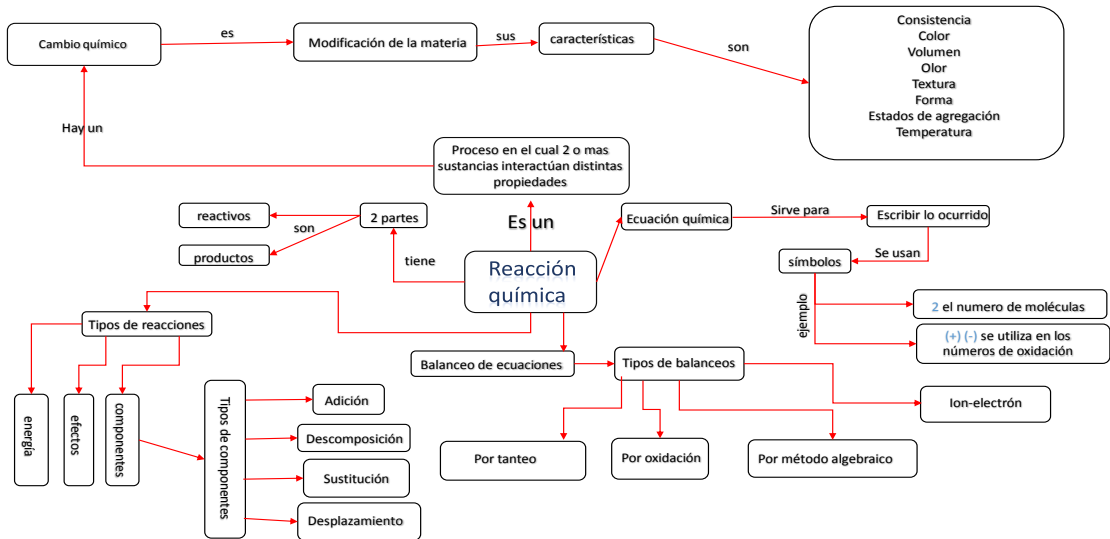 Cambio químico
es
Modificación de la materia
sus
características
son
Consistencia
Color
Volumen
Olor
Textura
Forma
Estados de agregación
Temperatura
Hay un
Proceso en el cual 2 o mas
sustancias interactúan distintas
propiedades
Es un
reactivos
productos
son
2 partes
tiene
Reacción
química
Ecuación química
Sirve para
Escribir lo ocurrido
Se usan
símbolos
ejemplo
2 el numero de moléculas
(+) (-) se utiliza en los
números de oxidación
Tipos de reacciones
energía
efectos
componentes
Tipos de componentes
Adición
Descomposición
Sustitución
Desplazamiento
Balanceo de ecuaciones
Tipos de balanceos
Por tanteo
Por oxidación
Por método algebraico
Ion-electrón